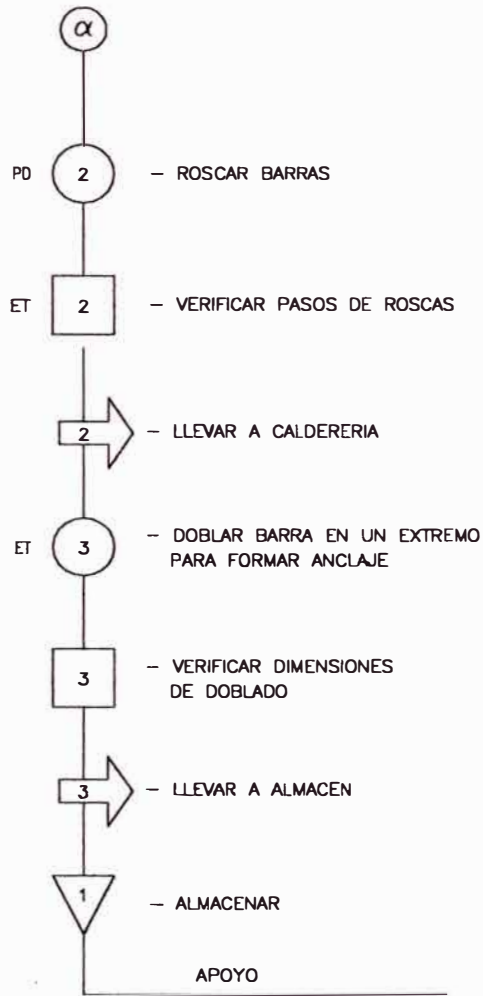 α
PD 2 – ROSCAR BARRAS
ET 2 – VERIFICAR PASOS DE ROSCAS
2 – LLEVAR A CALDERERIA
ET 3 – DOBLAR BARRA EN UN EXTREMO
PARA FORMAR ANCLAJE
3 – VERIFICAR DIMENSIONES
DE DOBLADO
3 – LLEVAR A ALMACEN
1 – ALMACENAR
APOYO